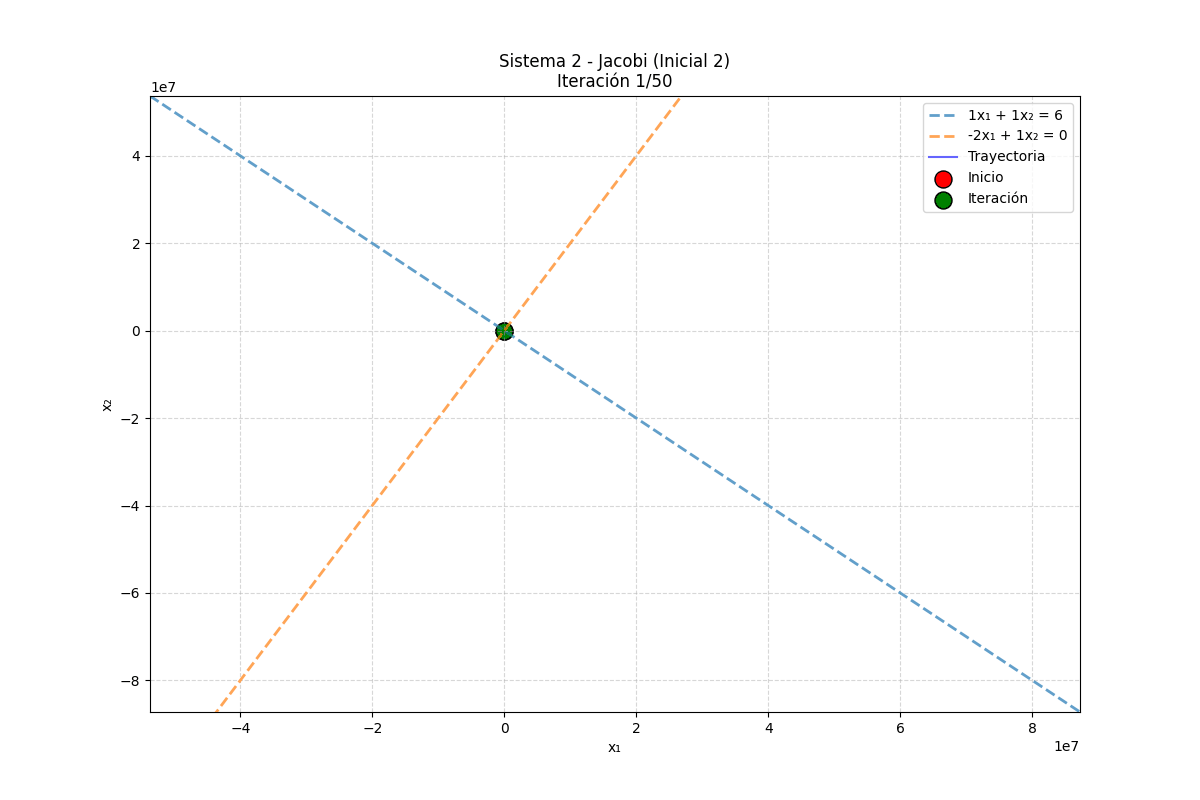 Sistema 2 - Jacobi (Inicial 2)
Iteración 1/50
1e7
1x₁ + 1x₂ = 6
-2x₁ + 1x₂ = 0
Trayectoria
Inicio
Iteración
4
2
0
−2
−4
−6
−8
x₂
−4 −2 0 2 4 6 8
x₁
1e7